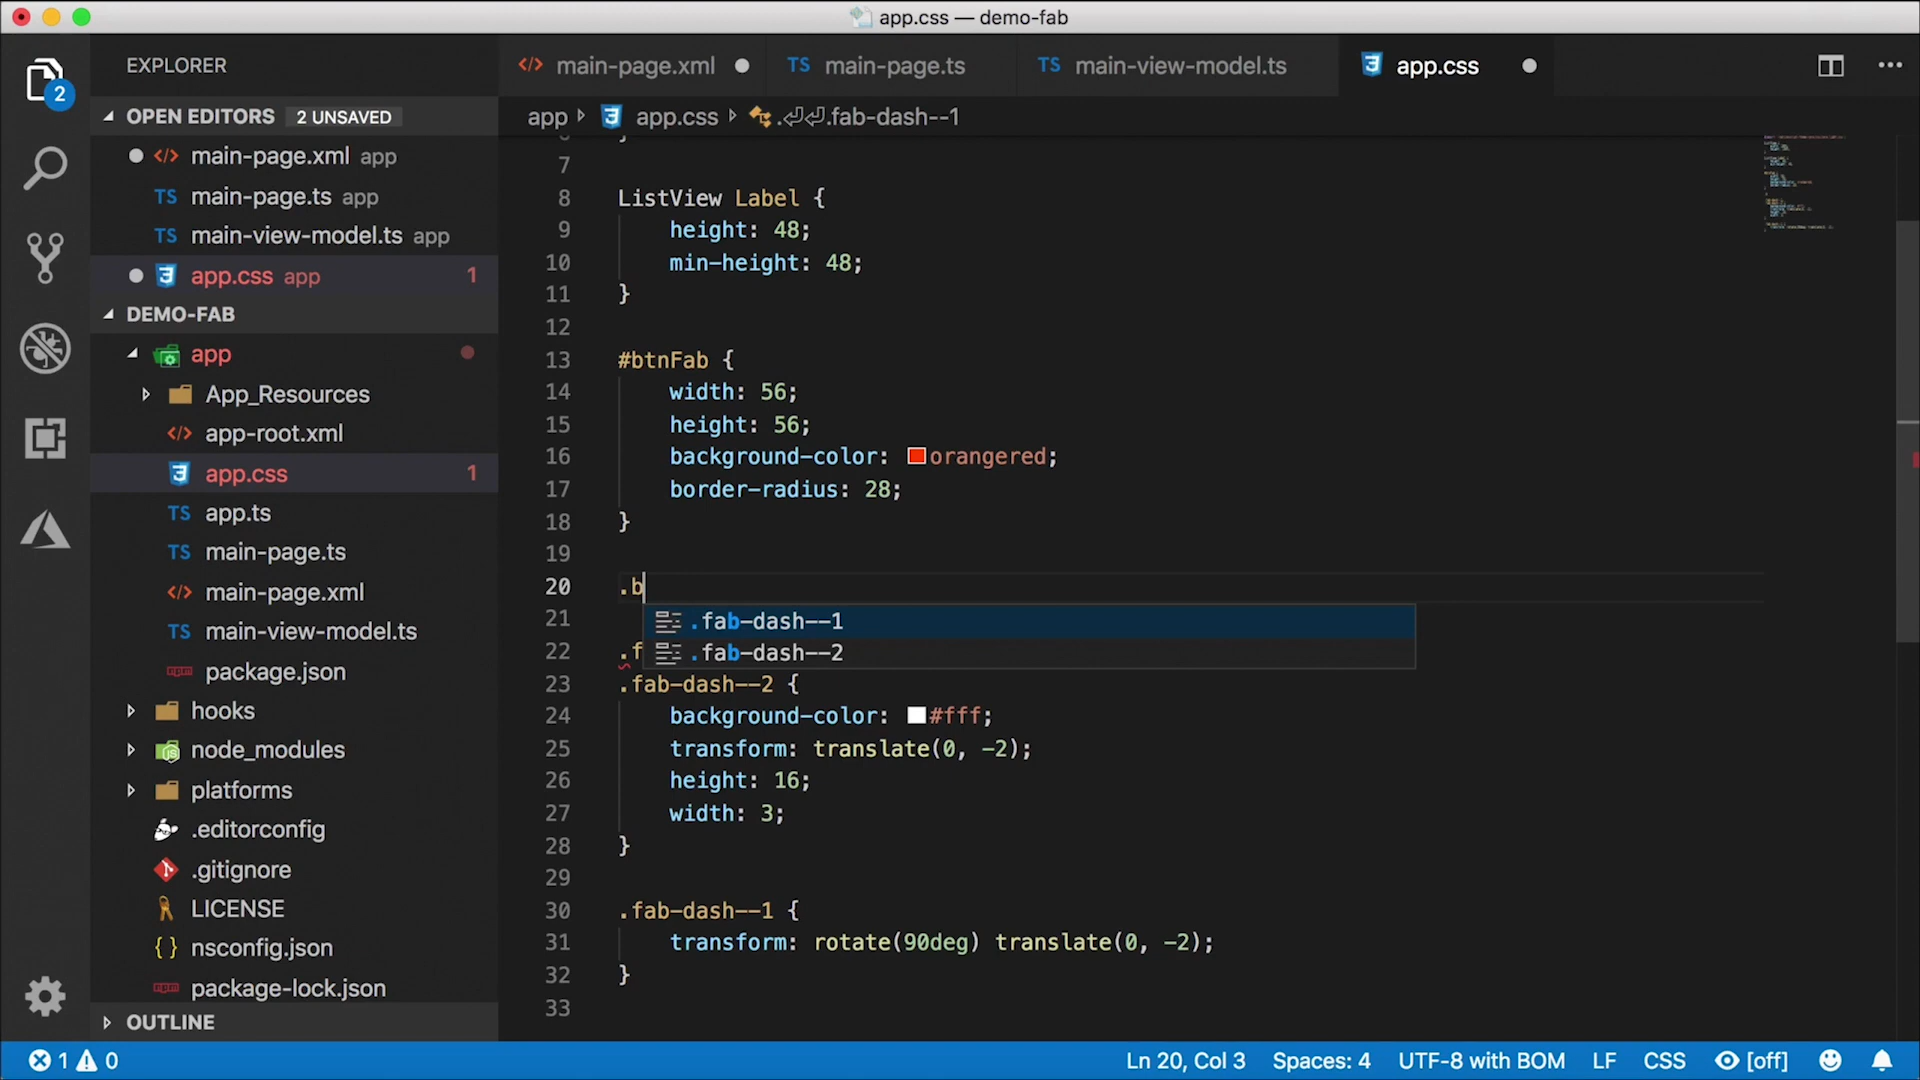 app.css — demo-fab
2
EXPLORER
OPEN EDITORS 2 UNSAVED
main-page.xml app
TS main-page.ts app
TS main-view-model.ts app
app.css app 1
DEMO-FAB
app
App_Resources
app-root.xml
app.css 1
TS app.ts
TS main-page.ts
main-page.xml
TS main-view-model.ts
package.json
hooks
node_modules
platforms
.editorconfig
.gitignore
LICENSE
nsconfig.json
package-lock.json
OUTLINE
main-page.xml TS main-page.ts TS main-view-model.ts app.css
app app.css .⏎⏎.fab-dash--1
7
8 ListView Label {
9 height: 48;
10 min-height: 48;
11 }
12
13 #btnFab {
14 width: 56;
15 height: 56;
16 background-color: orangered;
17 border-radius: 28;
18 }
19
20 .b
21 .fab-dash--1
22 .f .fab-dash--2
23 .fab-dash--2 {
24 background-color: #fff;
25 transform: translate(0, -2);
26 height: 16;
27 width: 3;
28 }
29
30 .fab-dash--1 {
31 transform: rotate(90deg) translate(0, -2);
32 }
33
1 0 Ln 20, Col 3 Spaces: 4 UTF-8 with BOM LF CSS [off]